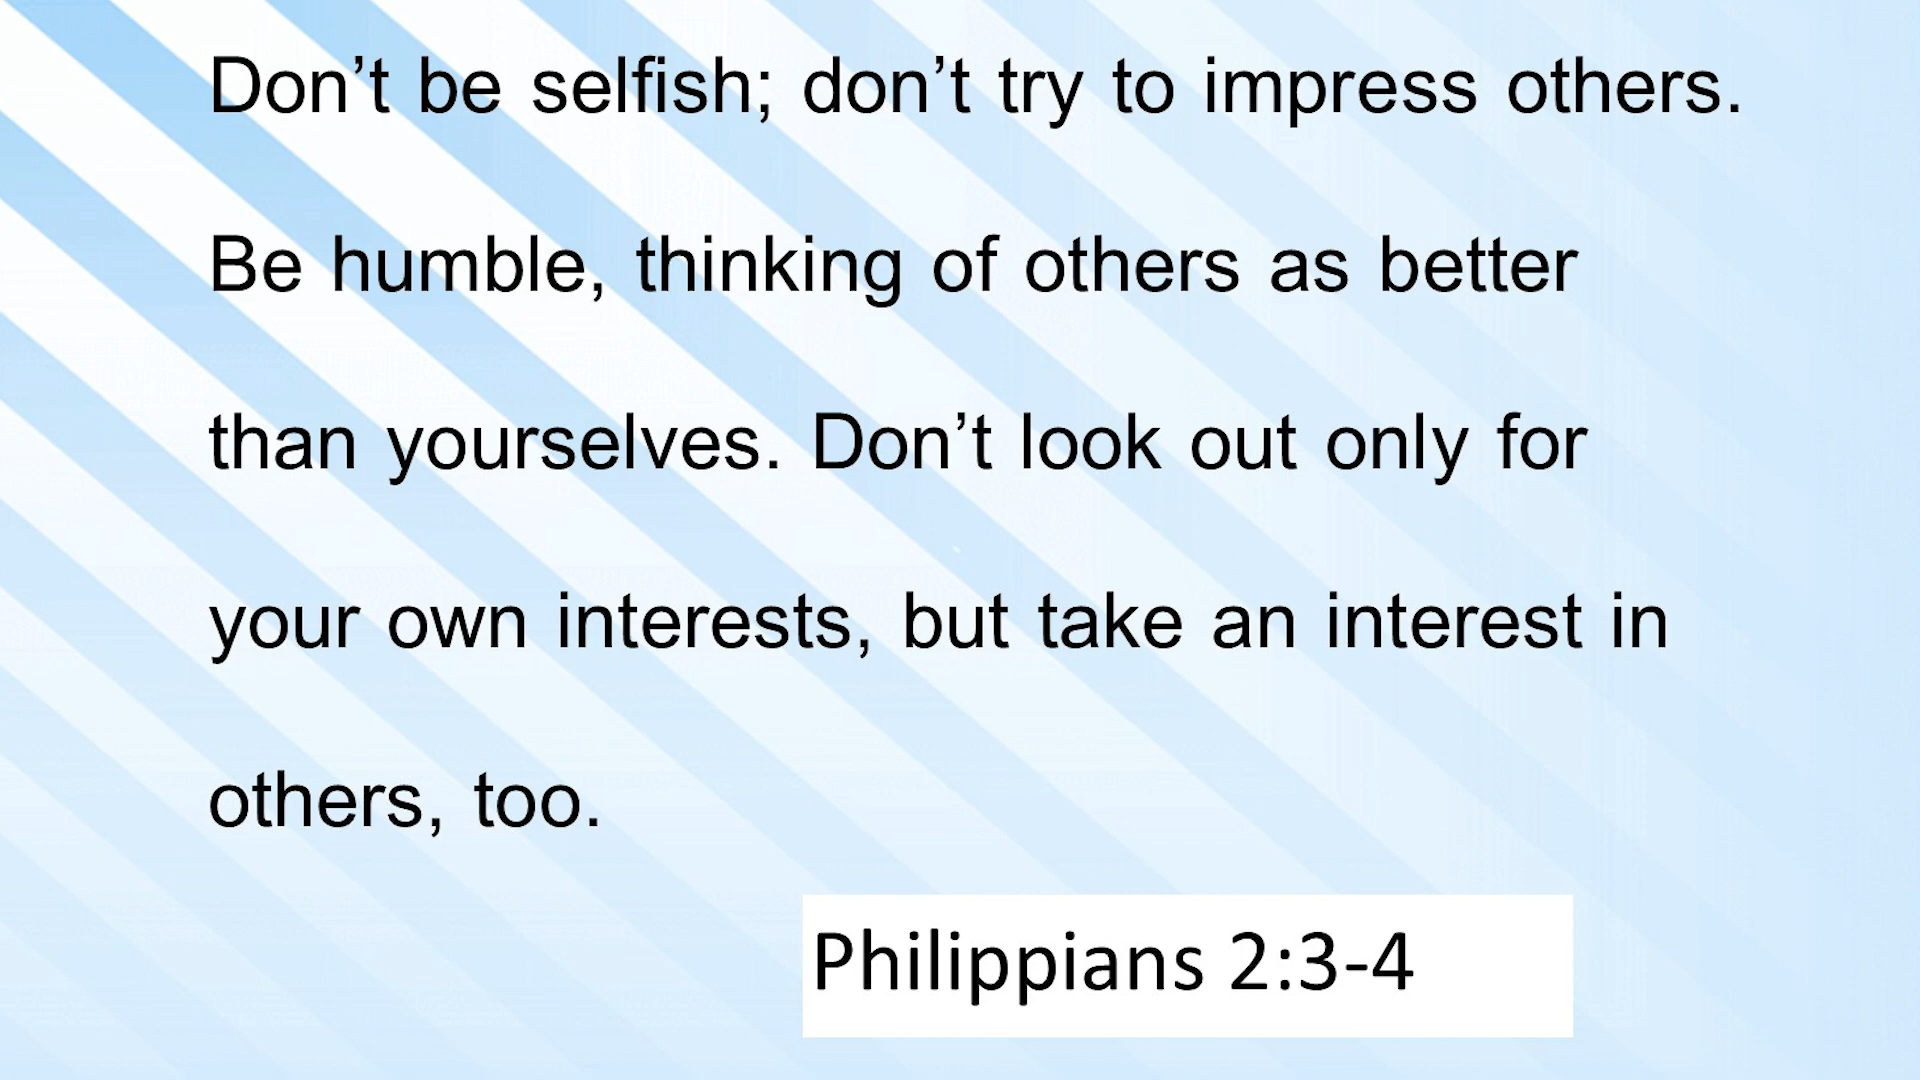 Don’t be selfish; don’t try to impress others.
Be humble, thinking of others as better
than yourselves. Don’t look out only for
your own interests, but take an interest in
others, too.
Philippians 2:3-4